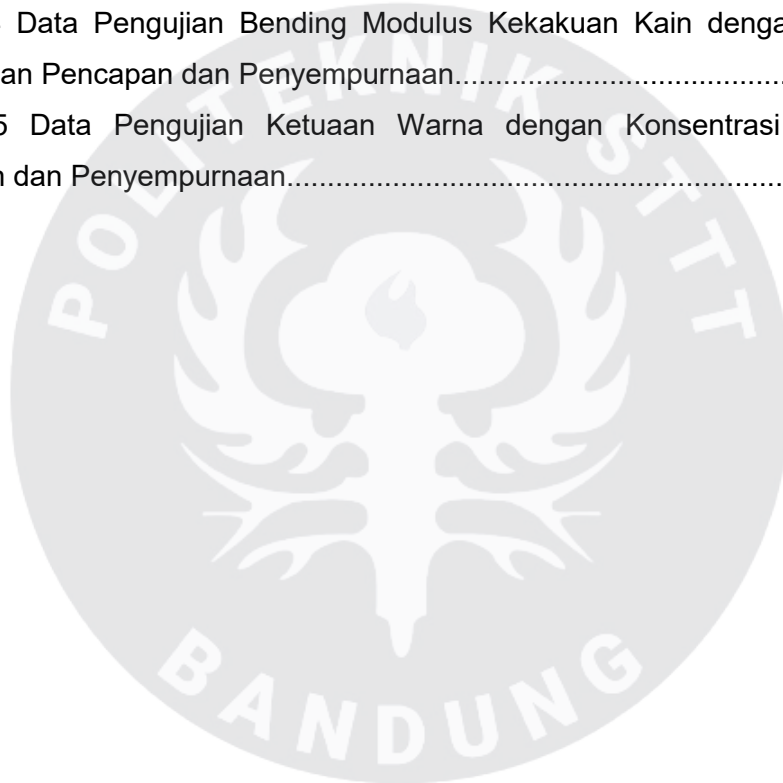 Data Pengujian Bending Modulus Kekakuan Kain
an Pencapan dan Penyempurnaan................................................
5 Data Pengujian Ketuaan Warna dengan Konsentrasi
dan Penyempurnaan........................................................................
POLITEKNIK STTT
BANDUNG